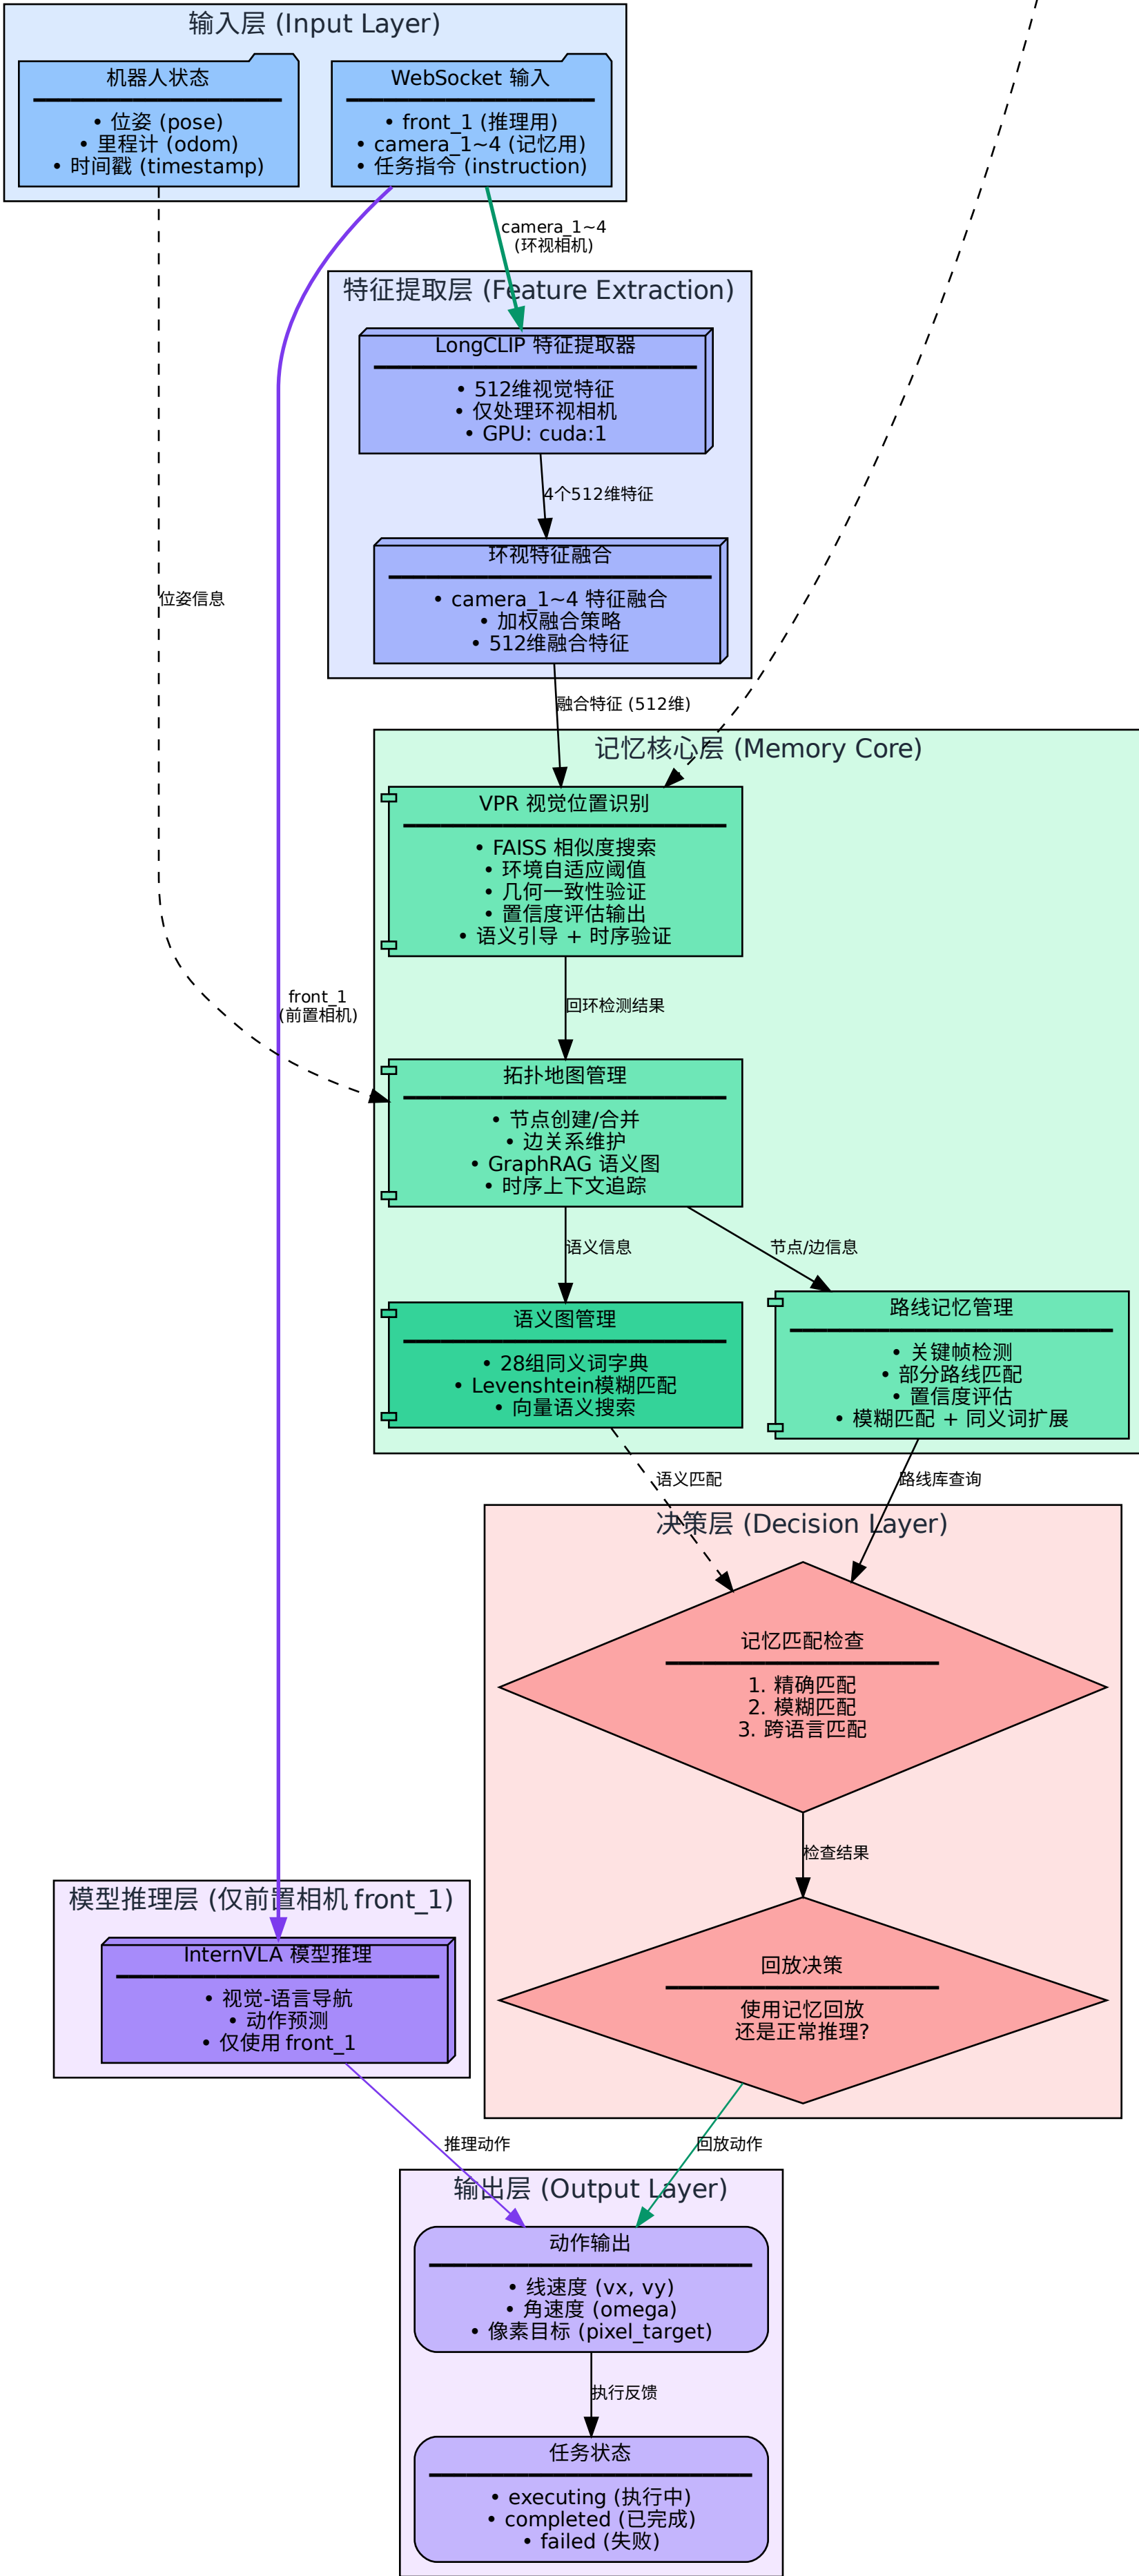 输入层 (Input Layer)
机器人状态
• 位姿 (pose)
• 里程计 (odom)
• 时间戳 (timestamp)
WebSocket 输入
• front_1 (推理用)
• camera_1~4 (记忆用)
• 任务指令 (instruction)
camera_1~4
(环视相机)
特征提取层 (Feature Extraction)
LongCLIP 特征提取器
• 512维视觉特征
• 仅处理环视相机
• GPU: cuda:1
4个512维特征
环视特征融合
• camera_1~4 特征融合
• 加权融合策略
• 512维融合特征
位姿信息
融合特征 (512维)
记忆核心层 (Memory Core)
VPR 视觉位置识别
• FAISS 相似度搜索
• 环境自适应阈值
• 几何一致性验证
• 置信度评估输出
• 语义引导 + 时序验证
front_1
(前置相机)
回环检测结果
拓扑地图管理
• 节点创建/合并
• 边关系维护
• GraphRAG 语义图
• 时序上下文追踪
语义信息
节点/边信息
语义图管理
• 28组同义词字典
• Levenshtein模糊匹配
• 向量语义搜索
路线记忆管理
• 关键帧检测
• 部分路线匹配
• 置信度评估
• 模糊匹配 + 同义词扩展
语义匹配
路线库查询
决策层 (Decision Layer)
记忆匹配检查
1. 精确匹配
2. 模糊匹配
3. 跨语言匹配
检查结果
回放决策
使用记忆回放
还是正常推理?
模型推理层 (仅前置相机 front_1)
InternVLA 模型推理
• 视觉-语言导航
• 动作预测
• 仅使用 front_1
推理动作
回放动作
输出层 (Output Layer)
动作输出
• 线速度 (vx, vy)
• 角速度 (omega)
• 像素目标 (pixel_target)
执行反馈
任务状态
• executing (执行中)
• completed (已完成)
• failed (失败)